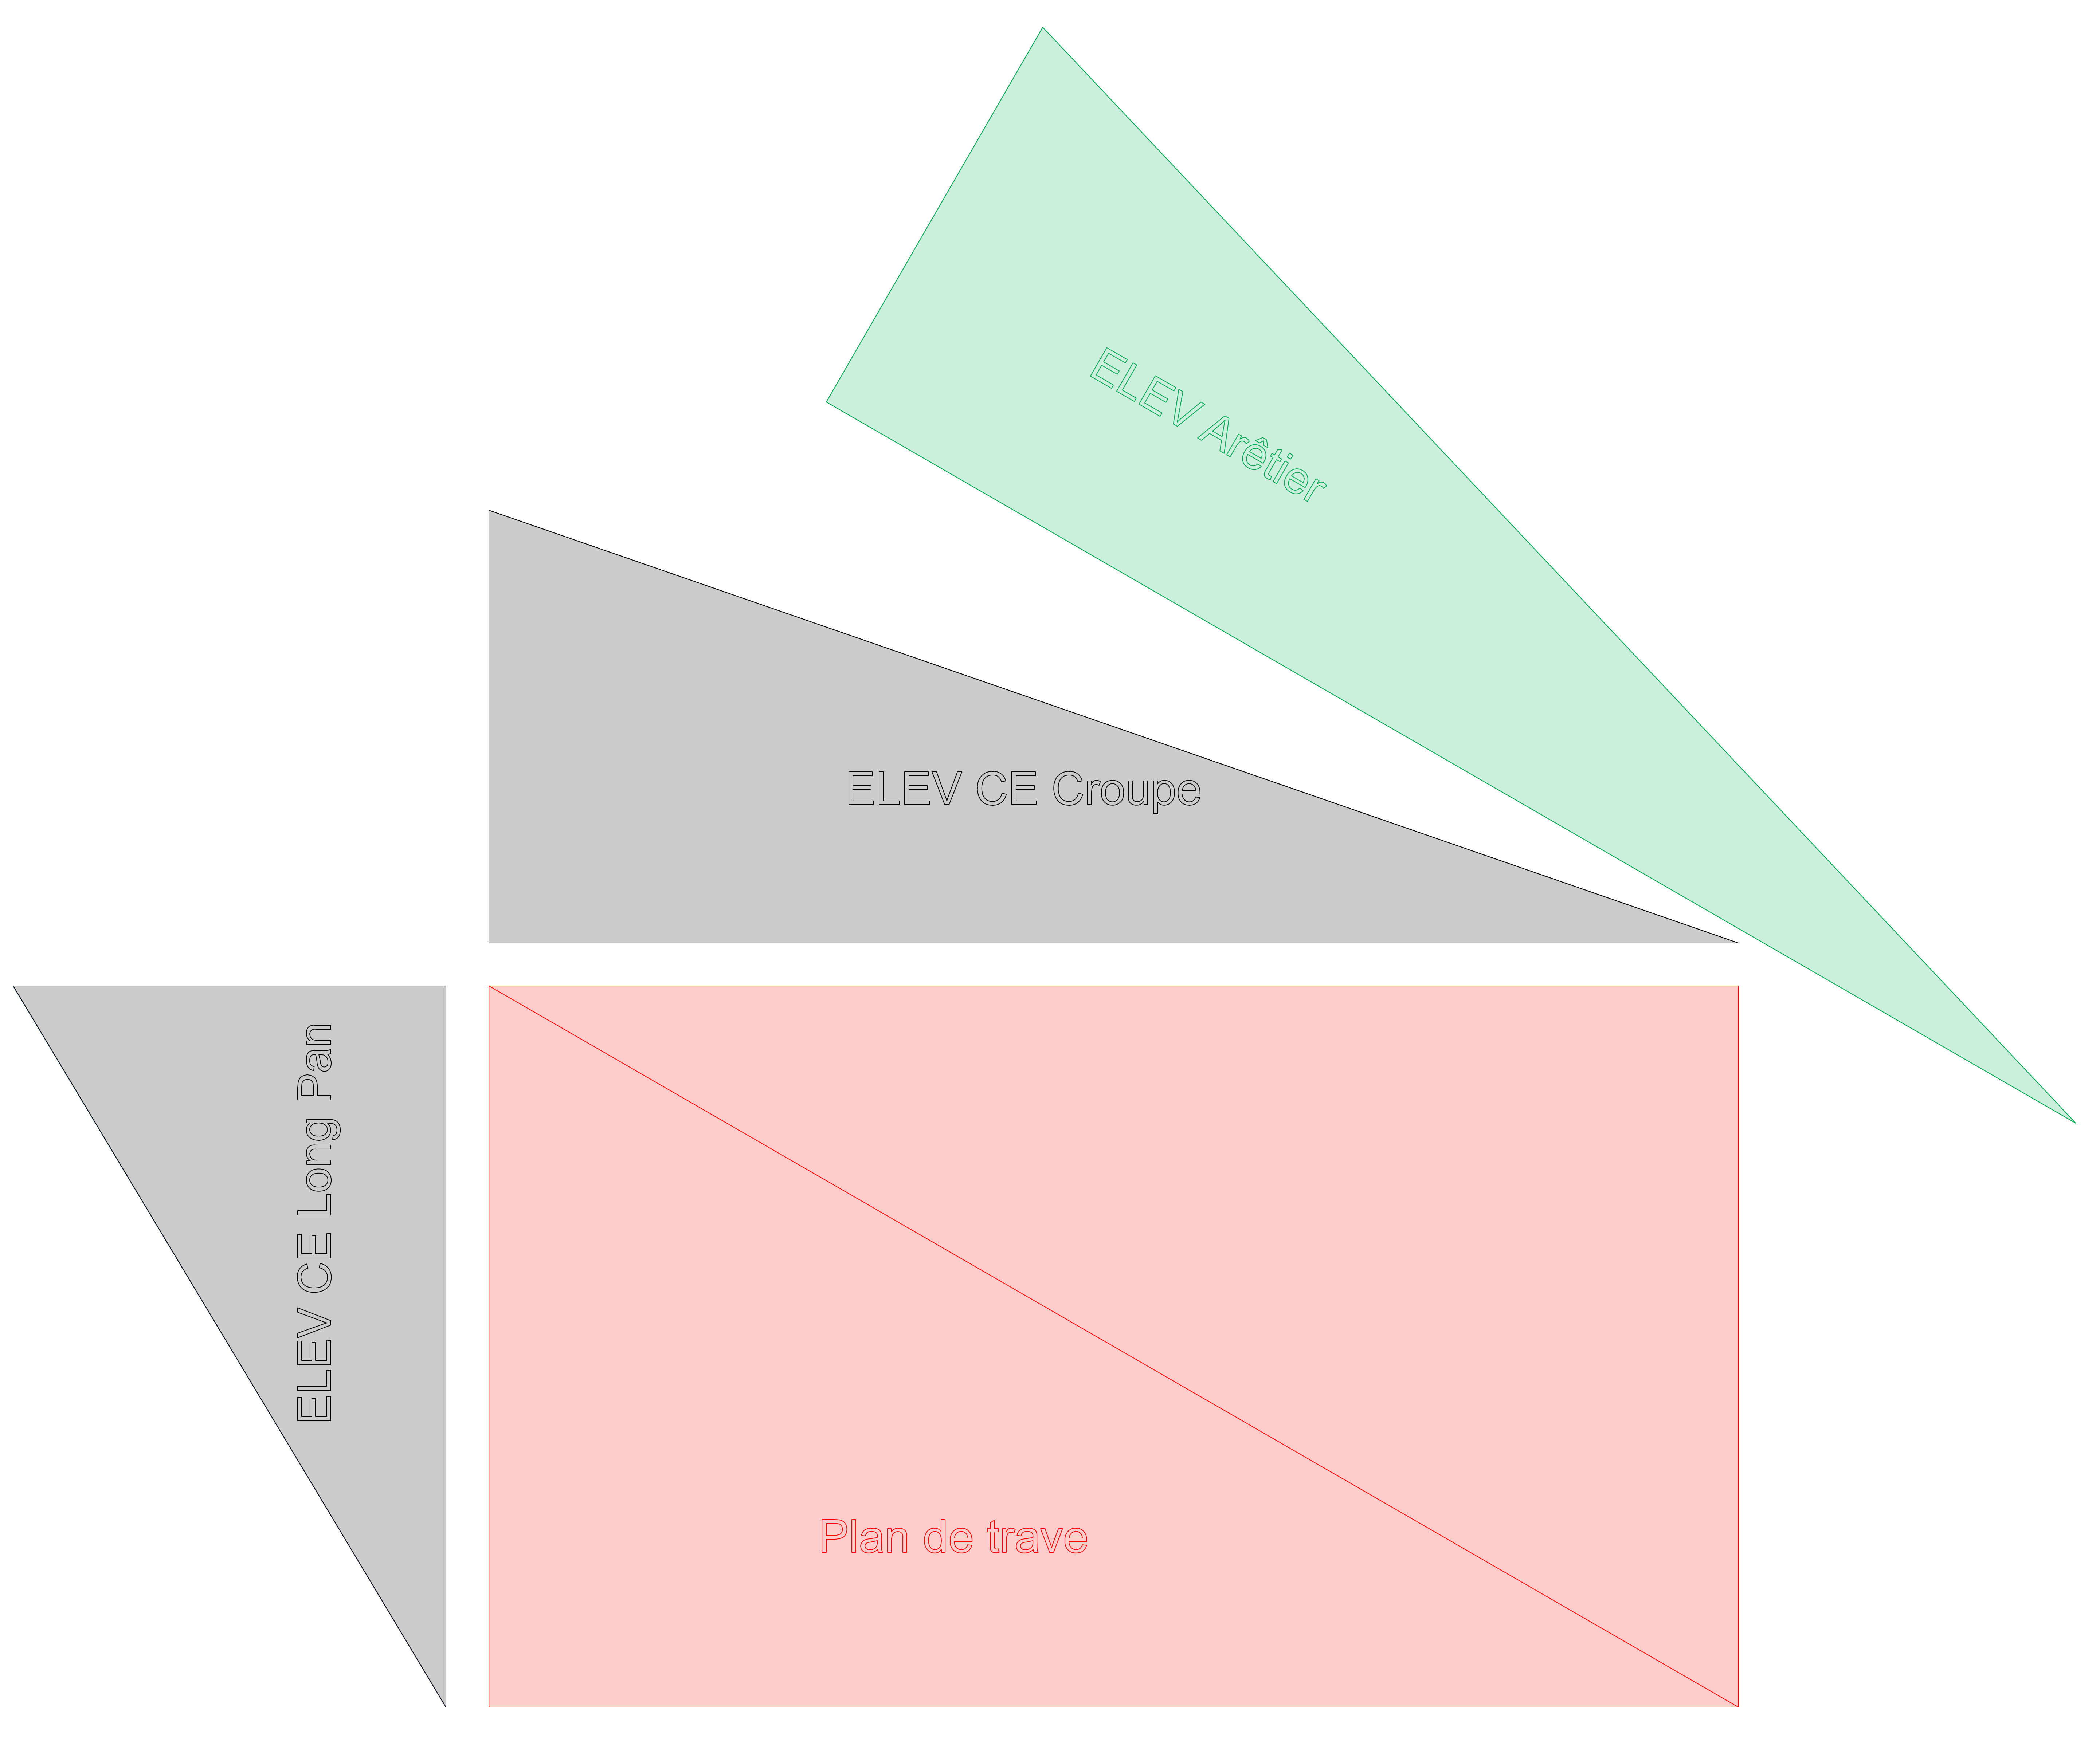 ELEV Arêtier
ELEV CE Croupe
ELEV CE Long Pan
Plan de trave